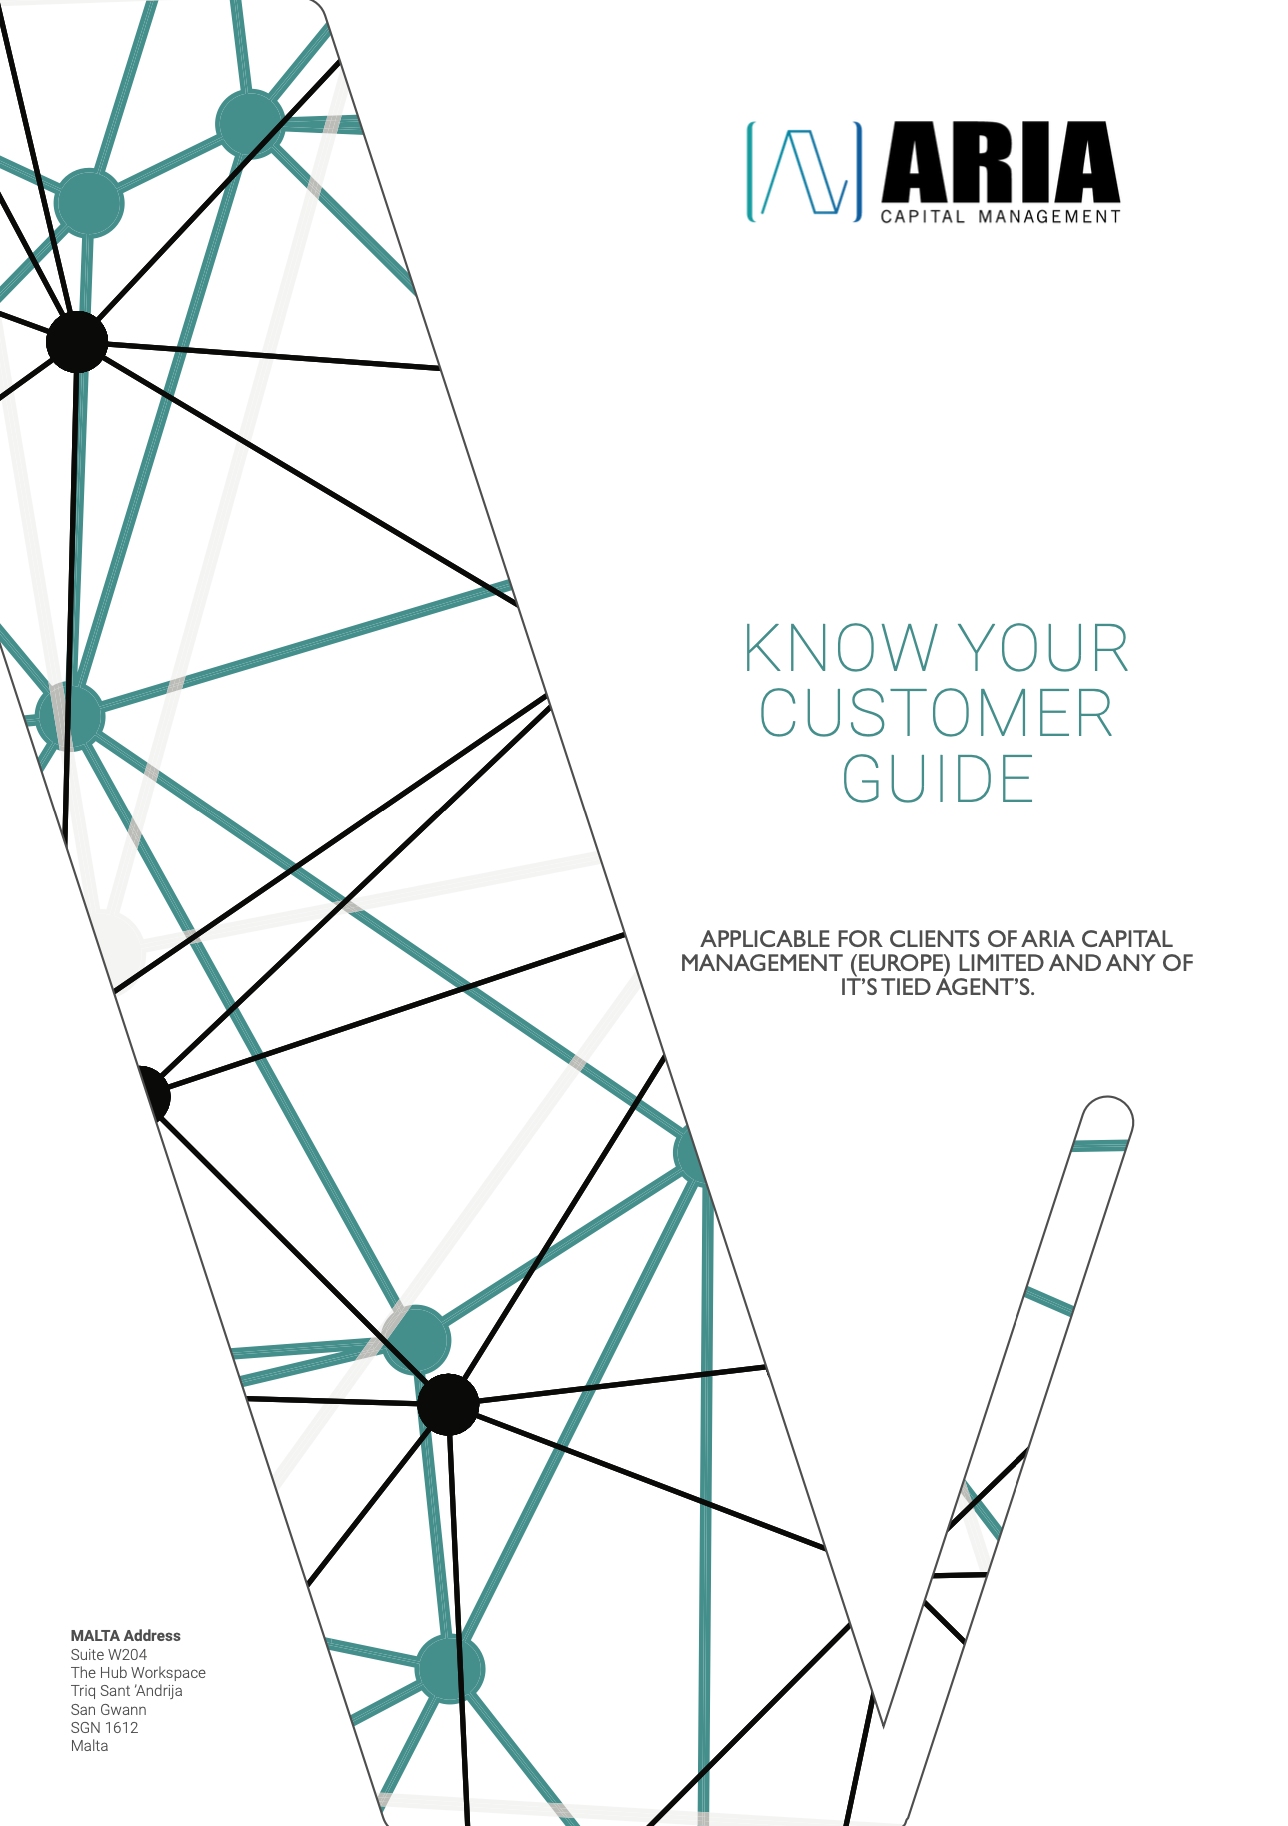 ARIA
CAPITAL MANAGEMENT
KNOW YOUR
CUSTOMER
GUIDE
APPLICABLE FOR CLIENTS OF ARIA CAPITAL
MANAGEMENT (EUROPE) LIMITED AND ANY OF
IT’S TIED AGENT’S.
MALTA Address
Suite W204
The Hub Workspace
Triq Sant ‘Andrija
San Gwann
SGN 1612
Malta